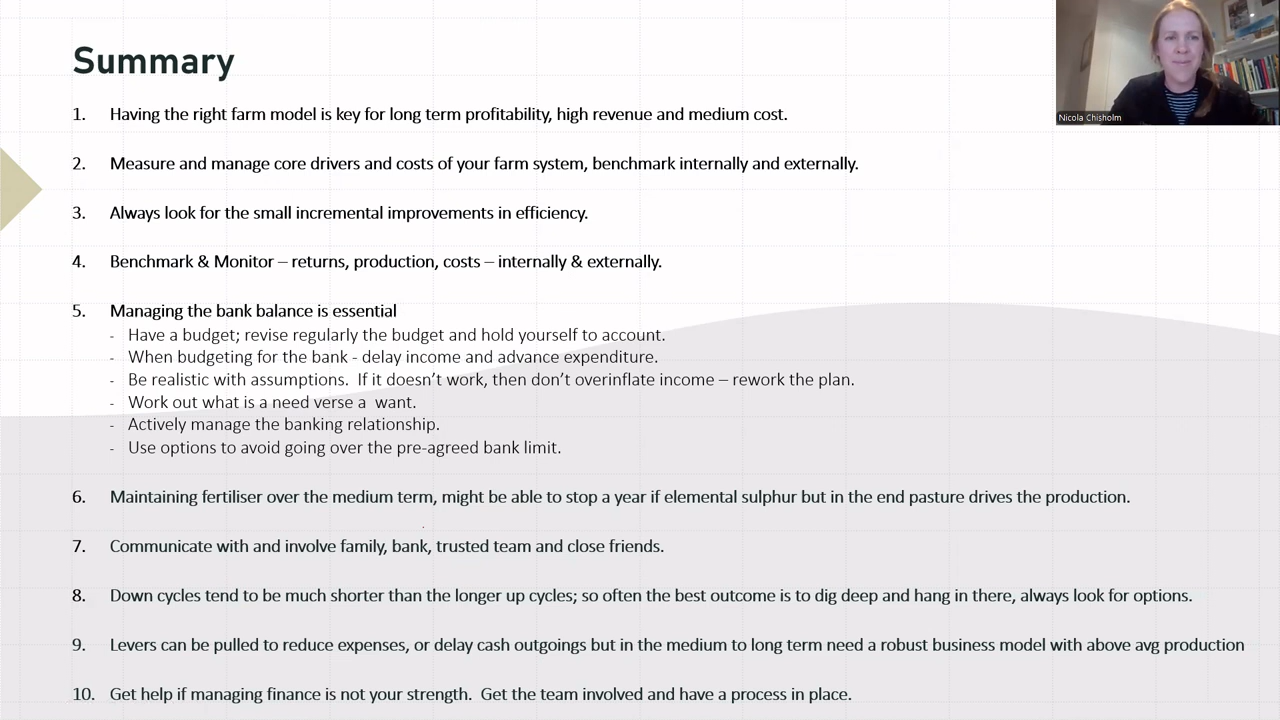 Summary
Nicola Chisholm
1. Having the right farm model is key for long term profitability, high revenue and medium cost.
2. Measure and manage core drivers and costs of your farm system, benchmark internally and externally.
3. Always look for the small incremental improvements in efficiency.
4. Benchmark & Monitor – returns, production, costs – internally & externally.
5. Managing the bank balance is essential
- Have a budget; revise regularly the budget and hold yourself to account.
- When budgeting for the bank - delay income and advance expenditure.
- Be realistic with assumptions. If it doesn’t work, then don’t overinflate income – rework the plan.
- Work out what is a need verse a want.
- Actively manage the banking relationship.
- Use options to avoid going over the pre-agreed bank limit.
6. Maintaining fertiliser over the medium term, might be able to stop a year if elemental sulphur but in the end pasture drives the production.
7. Communicate with and involve family, bank, trusted team and close friends.
8. Down cycles tend to be much shorter than the longer up cycles; so often the best outcome is to dig deep and hang in there, always look for options.
9. Levers can be pulled to reduce expenses, or delay cash outgoings but in the medium to long term need a robust business model with above avg production
10. Get help if managing finance is not your strength. Get the team involved and have a process in place.